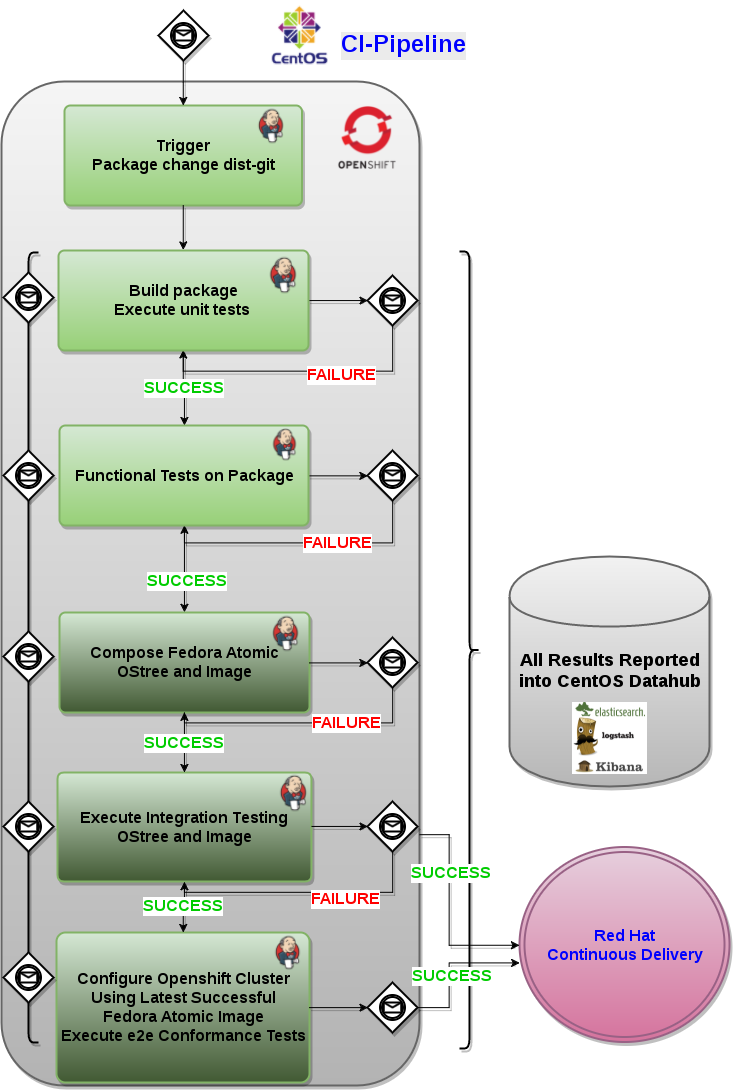 CentOS
CI-Pipeline
Trigger
Package change dist-git
OPENSHIFT
Build package
Execute unit tests
FAILURE
SUCCESS
Functional Tests on Package
FAILURE
SUCCESS
Compose Fedora Atomic
OStree and Image
FAILURE
SUCCESS
All Results Reported
into CentOS Datahub
elasticsearch.
logstash
Kibana
Execute Integration Testing
OStree and Image
SUCCESS
FAILURE
SUCCESS
Red Hat
Continuous Delivery
SUCCESS
Configure Openshift Cluster
Using Latest Successful
Fedora Atomic Image
Execute e2e Conformance Tests